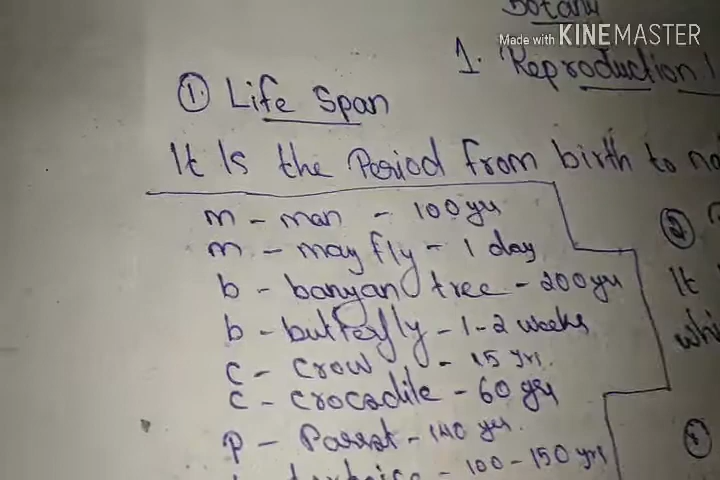 Botany
Made with KINEMASTER
1. Reproduction
① Life Span
It Is the Period from birth to
m - man - 100 yrs
m - may fly - 1 day
b - banyan tree - 200 yrs
b - butterfly - 1-2 weeks
c - crow - 15 yrs.
c - crocodile - 60 yrs
p - Parrot - 140 yrs.
- 100 - 150 yrs
②
It
③